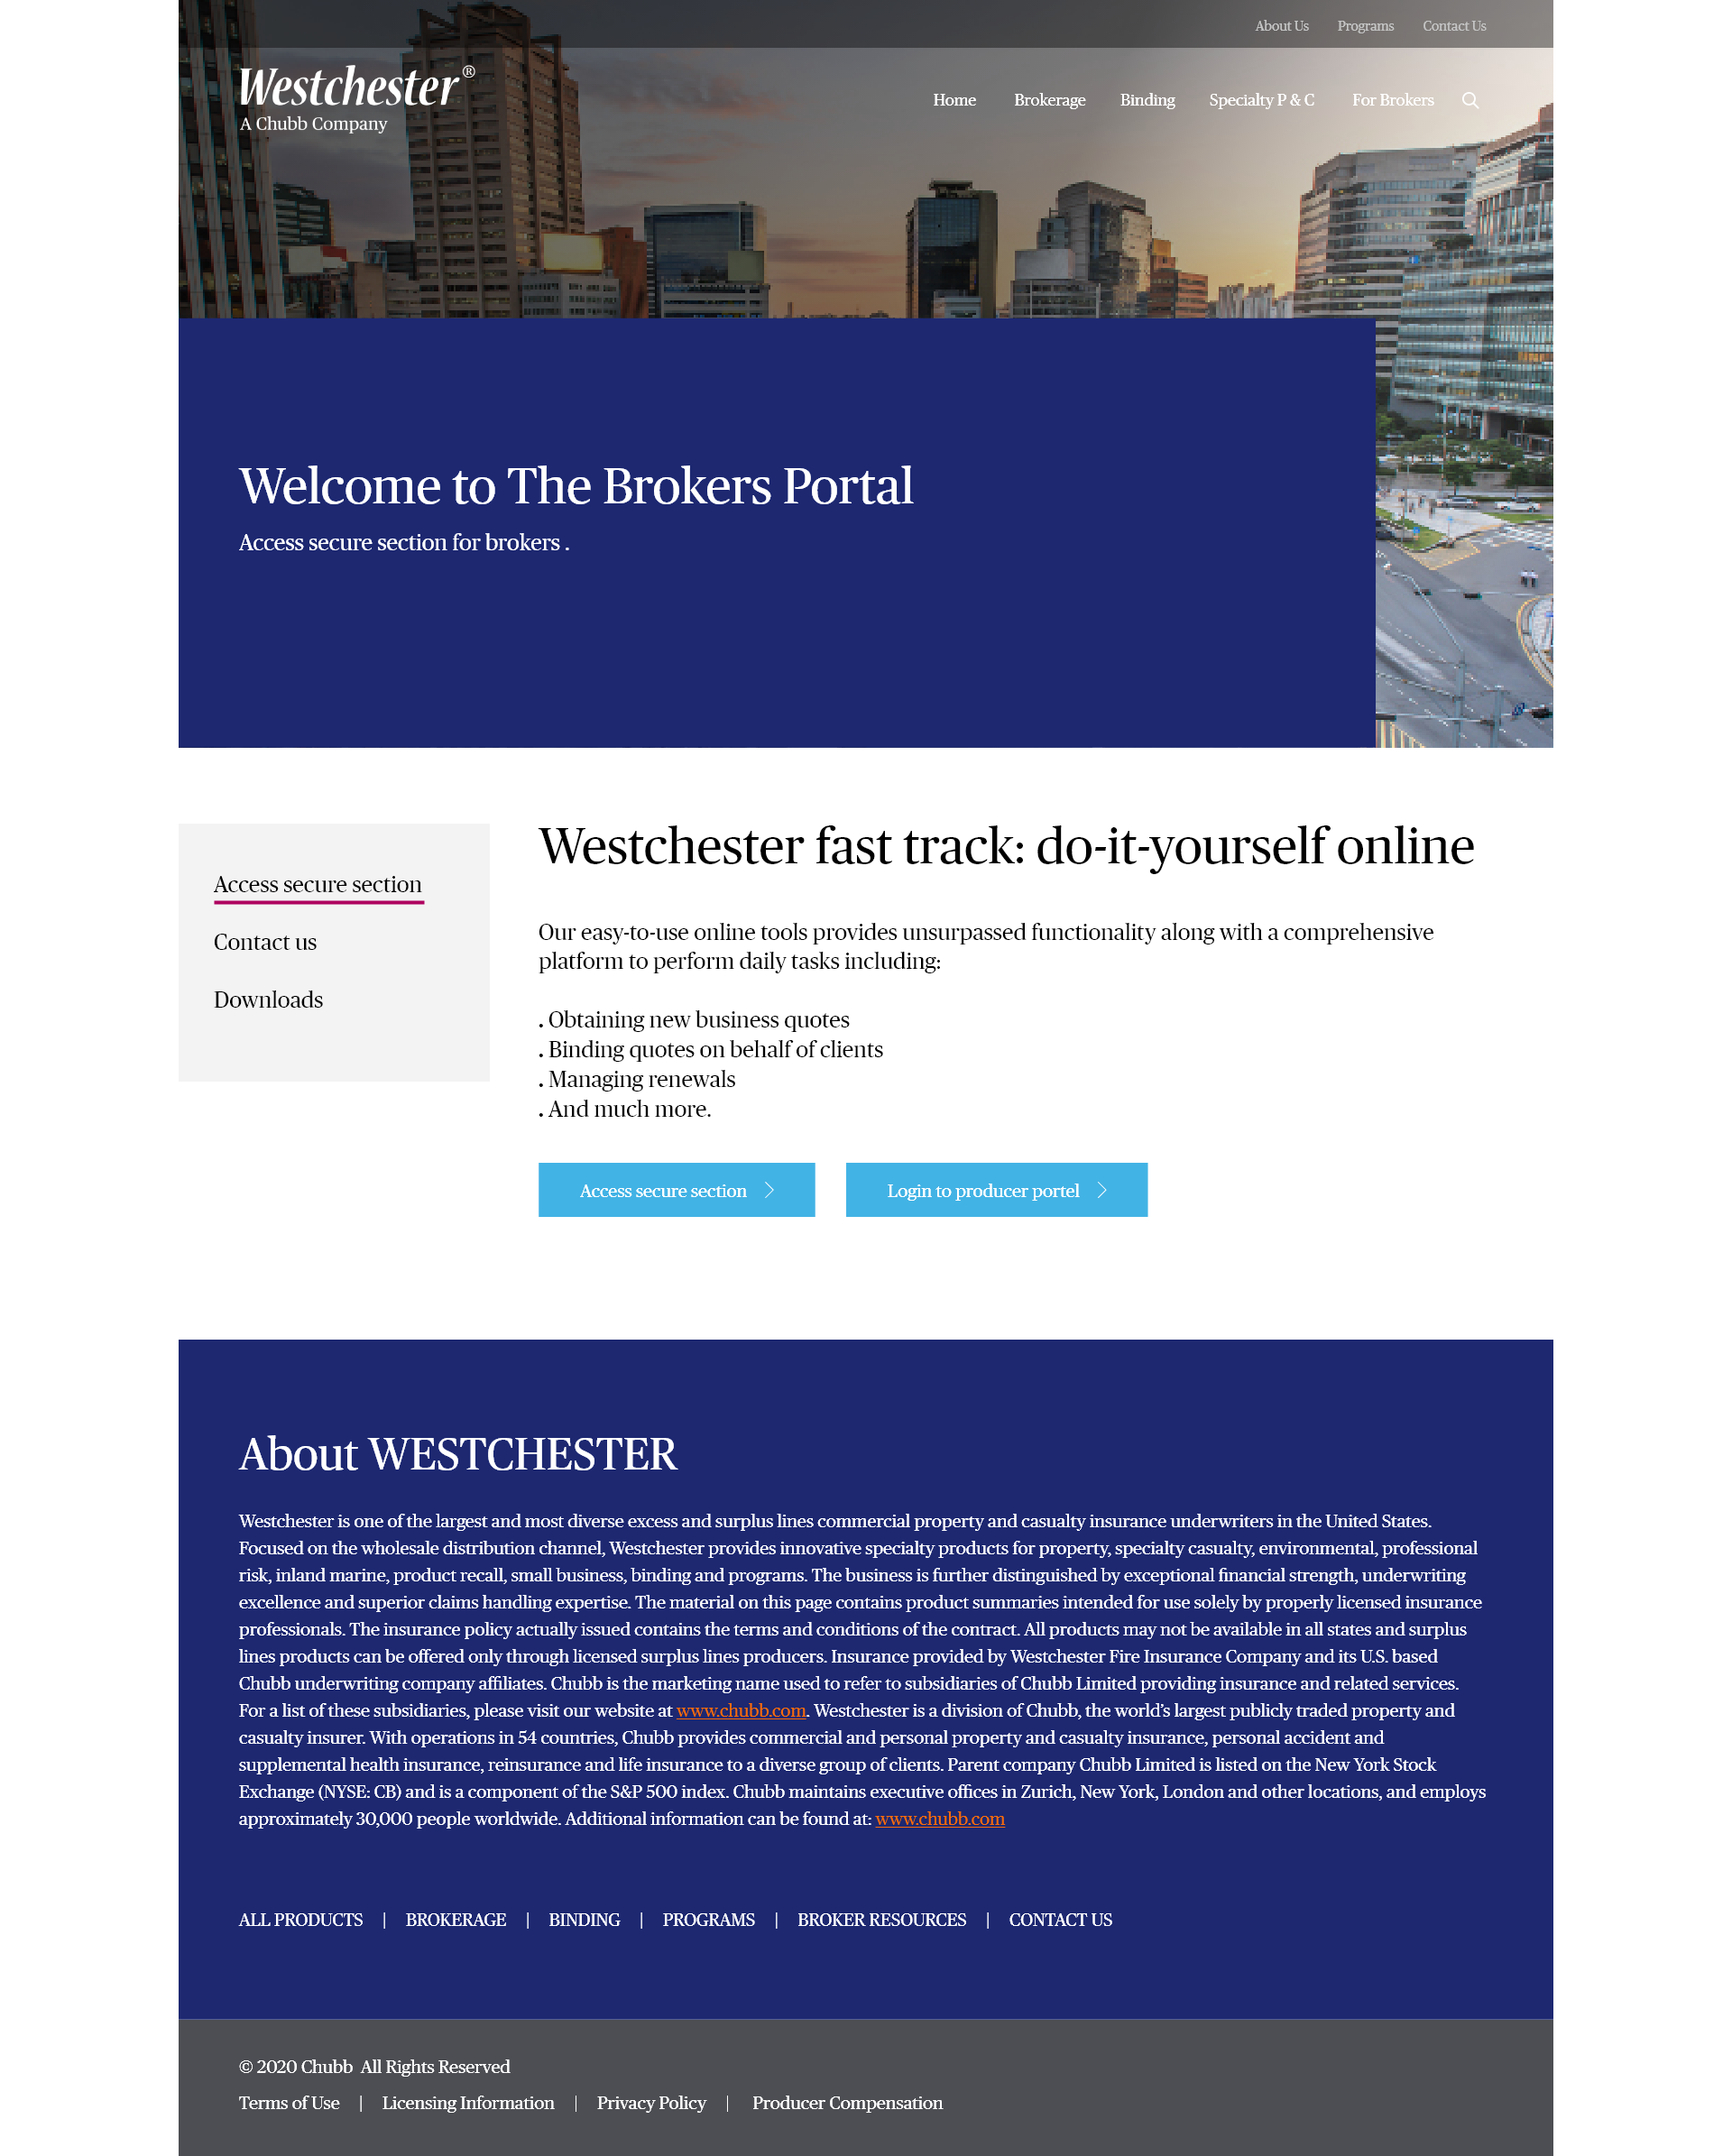 About Us Programs Contact Us
Westchester®
A Chubb Company
Home Brokerage Binding Specialty P & C For Brokers
Welcome to The Brokers Portal
Access secure section for brokers .
Access secure section
Contact us
Downloads
Westchester fast track: do-it-yourself online
Our easy-to-use online tools provides unsurpassed functionality along with a comprehensive
platform to perform daily tasks including:
. Obtaining new business quotes
. Binding quotes on behalf of clients
. Managing renewals
. And much more.
Access secure section Login to producer portel
About WESTCHESTER
Westchester is one of the largest and most diverse excess and surplus lines commercial property and casualty insurance underwriters in the United States.
Focused on the wholesale distribution channel, Westchester provides innovative specialty products for property, specialty casualty, environmental, professional
risk, inland marine, product recall, small business, binding and programs. The business is further distinguished by exceptional financial strength, underwriting
excellence and superior claims handling expertise. The material on this page contains product summaries intended for use solely by properly licensed insurance
professionals. The insurance policy actually issued contains the terms and conditions of the contract. All products may not be available in all states and surplus
lines products can be offered only through licensed surplus lines producers. Insurance provided by Westchester Fire Insurance Company and its U.S. based
Chubb underwriting company affiliates. Chubb is the marketing name used to refer to subsidiaries of Chubb Limited providing insurance and related services.
For a list of these subsidiaries, please visit our website at www.chubb.com. Westchester is a division of Chubb, the world’s largest publicly traded property and
casualty insurer. With operations in 54 countries, Chubb provides commercial and personal property and casualty insurance, personal accident and
supplemental health insurance, reinsurance and life insurance to a diverse group of clients. Parent company Chubb Limited is listed on the New York Stock
Exchange (NYSE: CB) and is a component of the S&P 500 index. Chubb maintains executive offices in Zurich, New York, London and other locations, and employs
approximately 30,000 people worldwide. Additional information can be found at: www.chubb.com
ALL PRODUCTS | BROKERAGE | BINDING | PROGRAMS | BROKER RESOURCES | CONTACT US
© 2020 Chubb All Rights Reserved
Terms of Use | Licensing Information | Privacy Policy | Producer Compensation